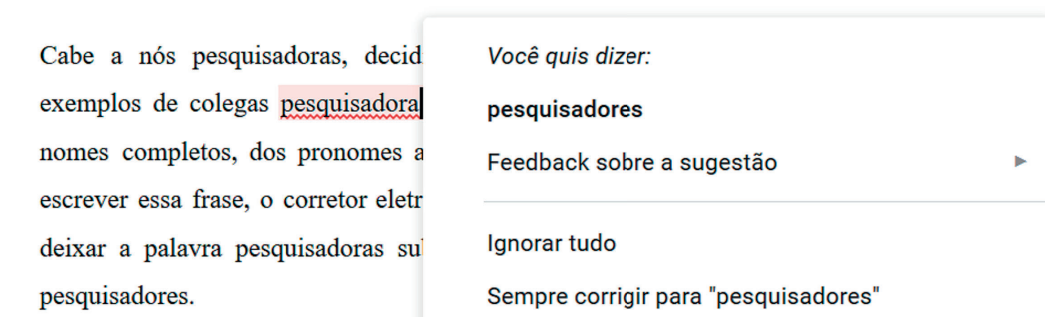 Cabe a nós pesquisadoras, decid
exemplos de colegas pesquisadora
nomes completos, dos pronomes a
escrever essa frase, o corretor eletr
deixar a palavra pesquisadoras su
pesquisadores.
Você quis dizer:
pesquisadores
Feedback sobre a sugestão
Ignorar tudo
Sempre corrigir para "pesquisadores"